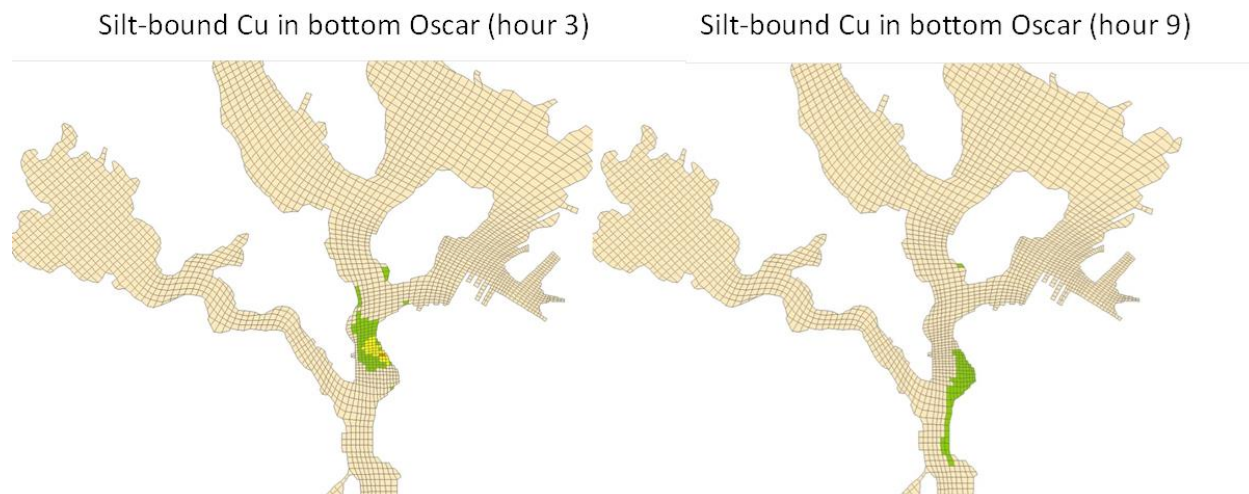 Silt-bound Cu in bottom Oscar (hour 3)
Silt-bound Cu in bottom Oscar (hour 9)